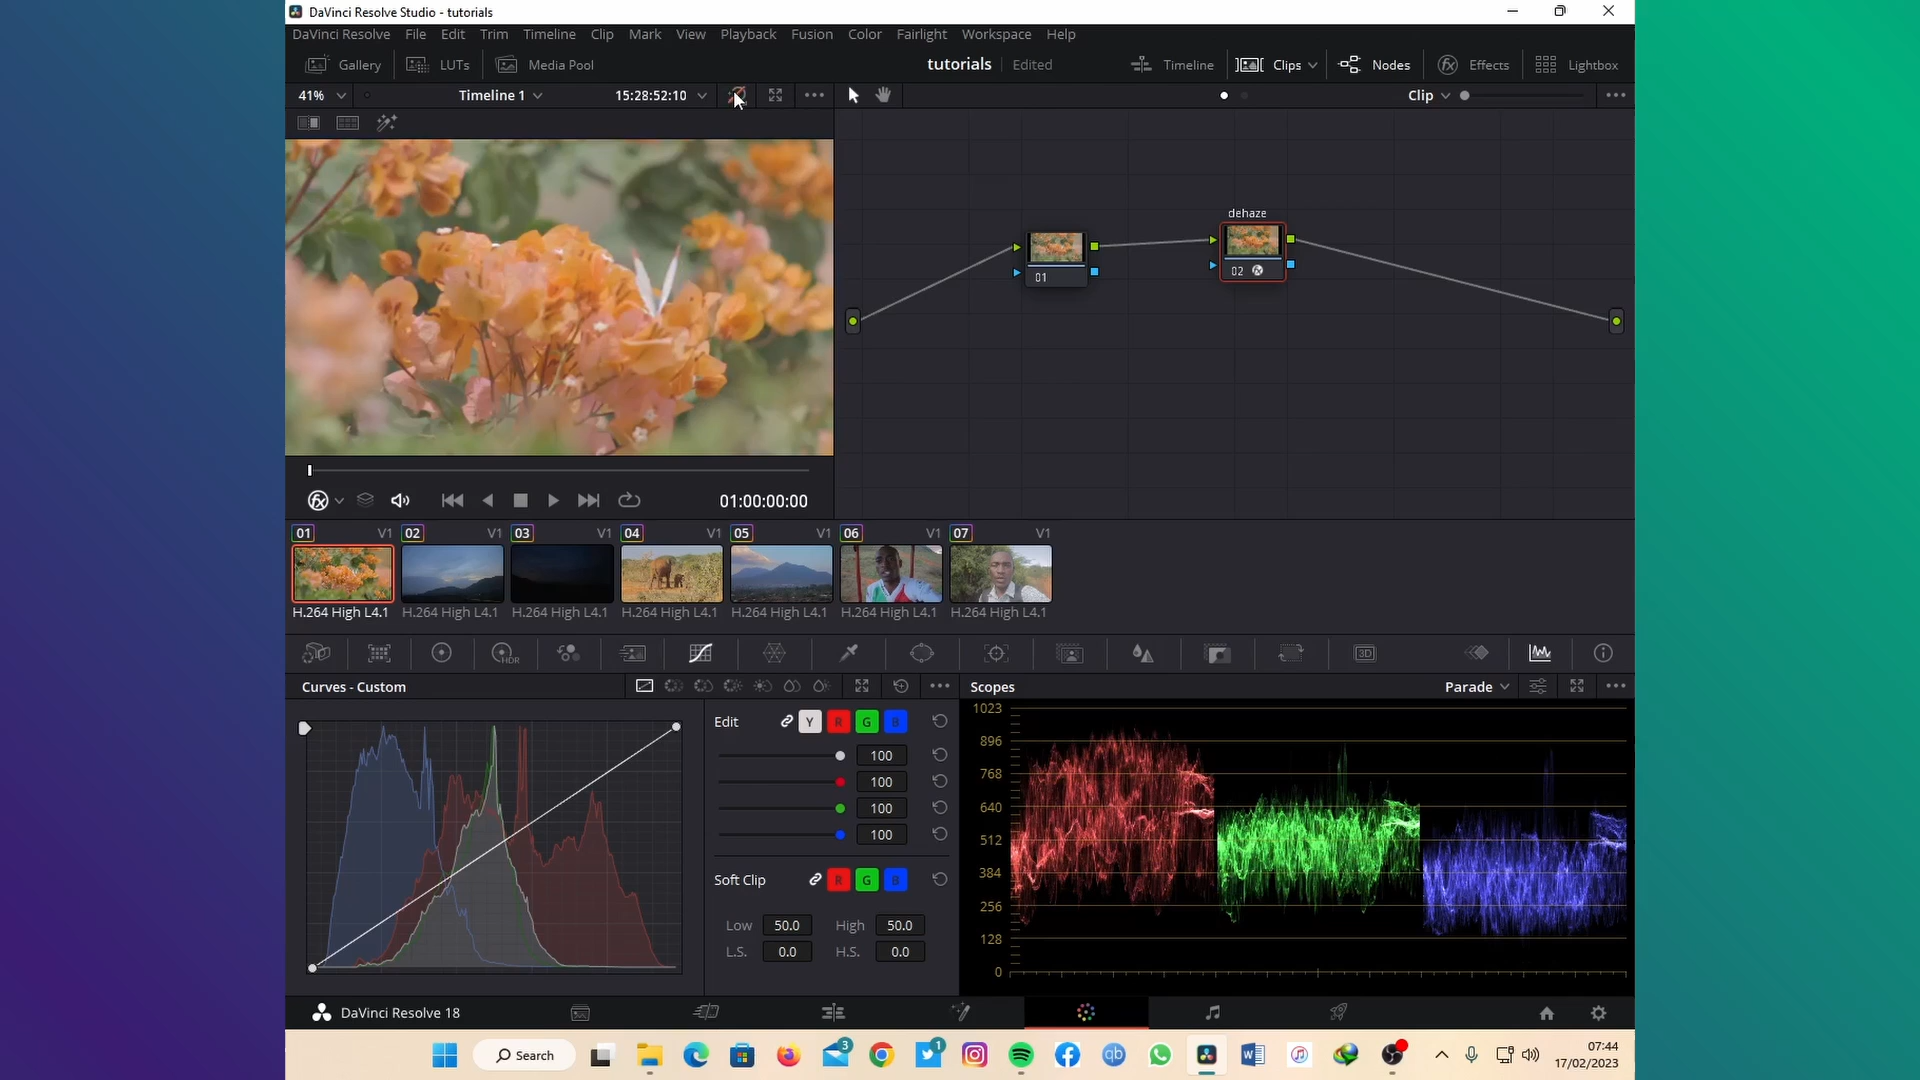 DaVinci Resolve Studio - tutorials
DaVinci Resolve File Edit Trim Timeline Clip Mark View Playback Fusion Color Fairlight Workspace Help
Gallery LUTs Media Pool tutorials Edited Timeline Clips Nodes Effects Lightbox
41% Timeline 1 15:28:52:10 Clip
dehaze
01
02
01:00:00:00
01 V1 02 V1 03 V1 04 V1 05 V1 06 V1 07 V1
H.264 High L4.1 H.264 High L4.1 H.264 High L4.1 H.264 High L4.1 H.264 High L4.1 H.264 High L4.1 H.264 High L4.1
HDR 3D
Curves - Custom Scopes Parade
Edit Y R G B
100
100
100
100
Soft Clip R G B
Low 50.0 High 50.0
L.S. 0.0 H.S. 0.0
1023
896
768
640
512
384
256
128
0
DaVinci Resolve 18
Search 3 1 qb W
07:44
17/02/2023